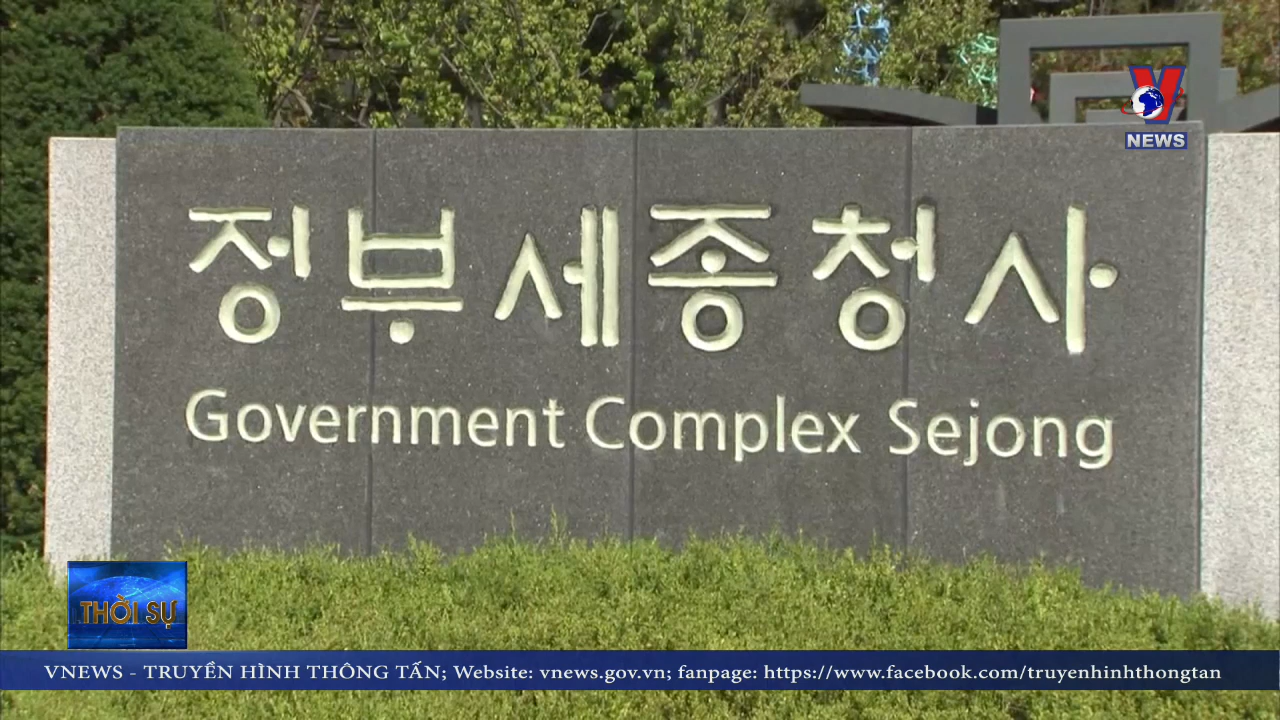 V
NEWS
정부세종청사
Government Complex Sejong
THỜI SỰ
VNEWS - TRUYỀN HÌNH THÔNG TẤN; Website: vnews.gov.vn; fanpage: https://www.facebook.com/truyenhinhthongtan